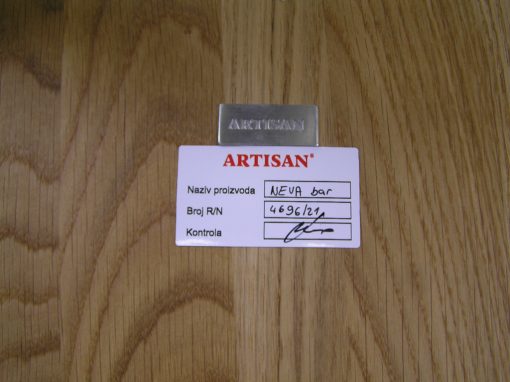 ARTISAN
ARTISAN®
Naziv proizvoda NEVA bar
Broj R/N 4696/21
Kontrola